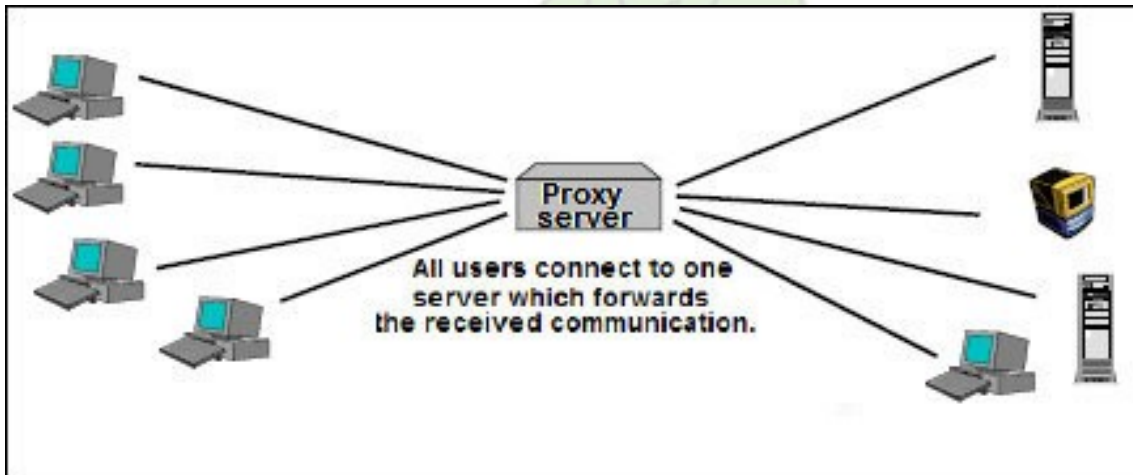 Proxy
server
All users connect to one
server which forwards
the received communication.